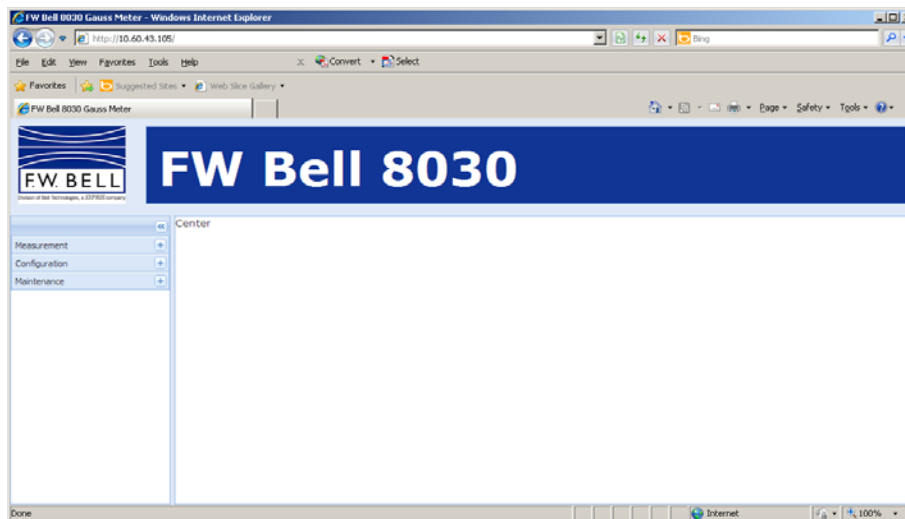 FW Bell 8030 Gauss Meter - Windows Internet Explorer
http://10.60.43.105/
Bing
File Edit View Favorites Tools Help x Convert Select
Favorites Suggested Sites Web Slice Gallery
FW Bell 8030 Gauss Meter
Page Safety Tools
F.W. BELL
FW Bell 8030
Center
Measurement
Configuration
Maintenance
Done
Internet
100%